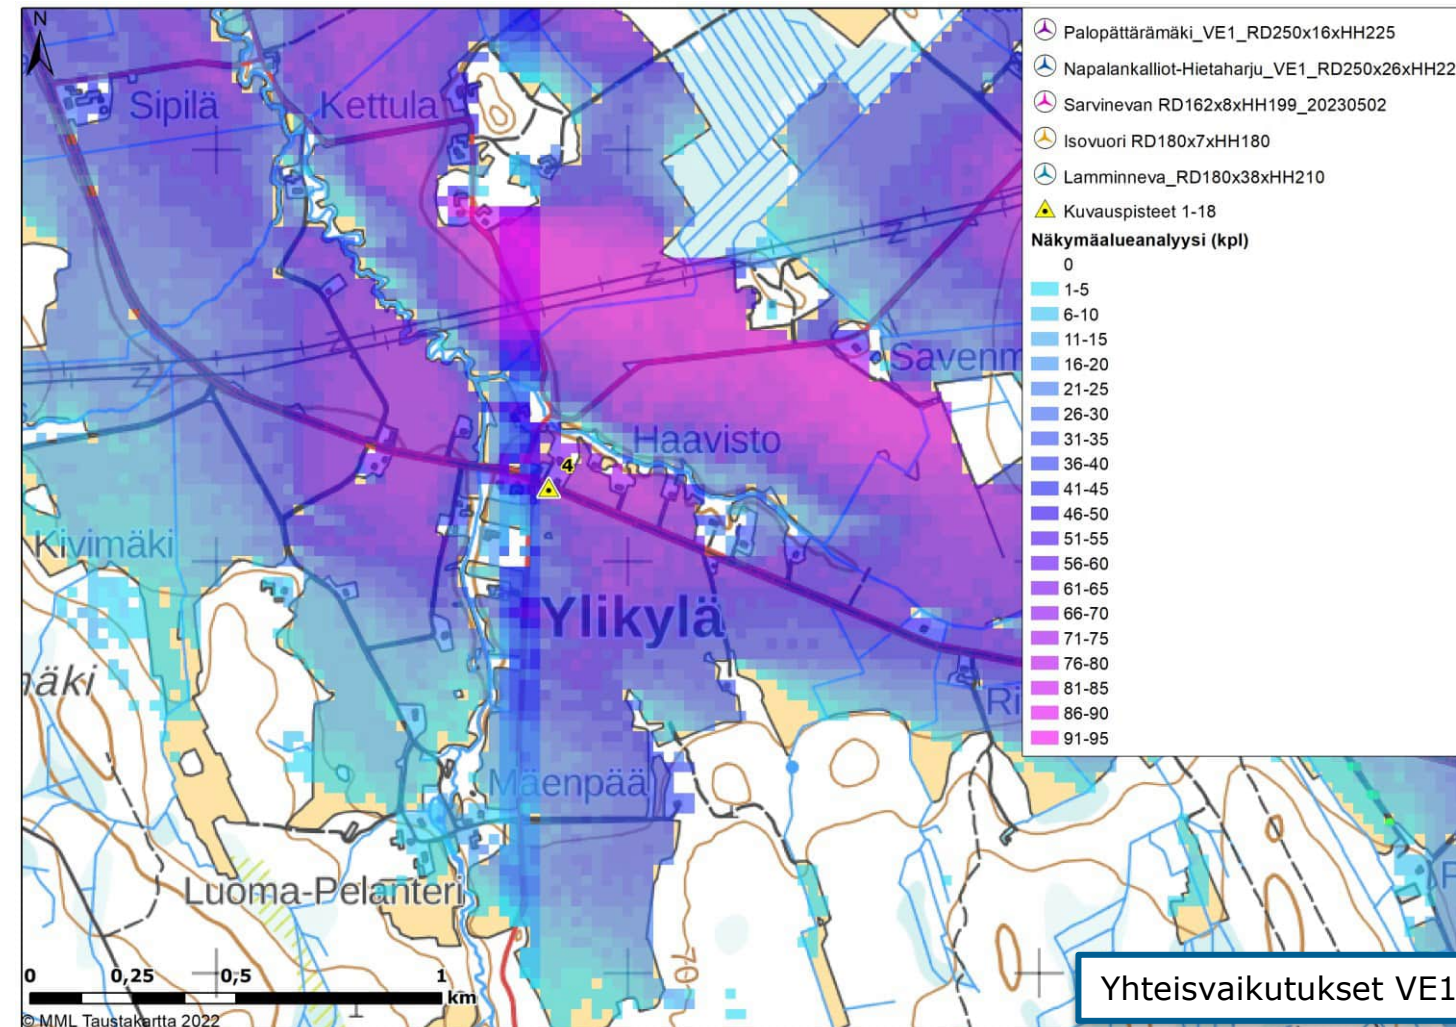 N
Sipilä
Kettula
Haavisto
4
Kivimäki
Ylikylä
Mäenpää
Luoma-Pelanteri
70
0 0,25 0,5 1
km
© MML Taustakartta 2022
Palopättärämäki_VE1_RD250x16xHH225
Napalankalliot-Hietaharju_VE1_RD250x26xHH22
Sarvinevan RD162x8xHH199_20230502
Isovuori RD180x7xHH180
Lamminneva_RD180x38xHH210
Kuvauspisteet 1-18
Näkymäalueanalyysi (kpl)
0
1-5
6-10
11-15
16-20
21-25
26-30
31-35
36-40
41-45
46-50
51-55
56-60
61-65
66-70
71-75
76-80
81-85
86-90
91-95
Yhteisvaikutukset VE1